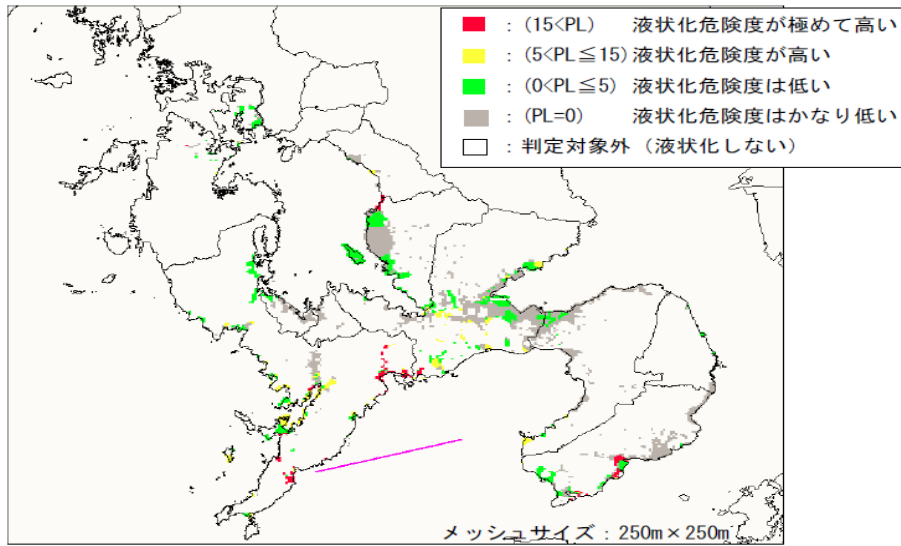 : (15<PL) 液状化危険度が極めて高い
: (5<PL≦15) 液状化危険度が高い
: (0<PL≦5) 液状化危険度は低い
: (PL=0) 液状化危険度はかなり低い
: 判定対象外 (液状化しない)
メッシュサイズ : 250m×250m